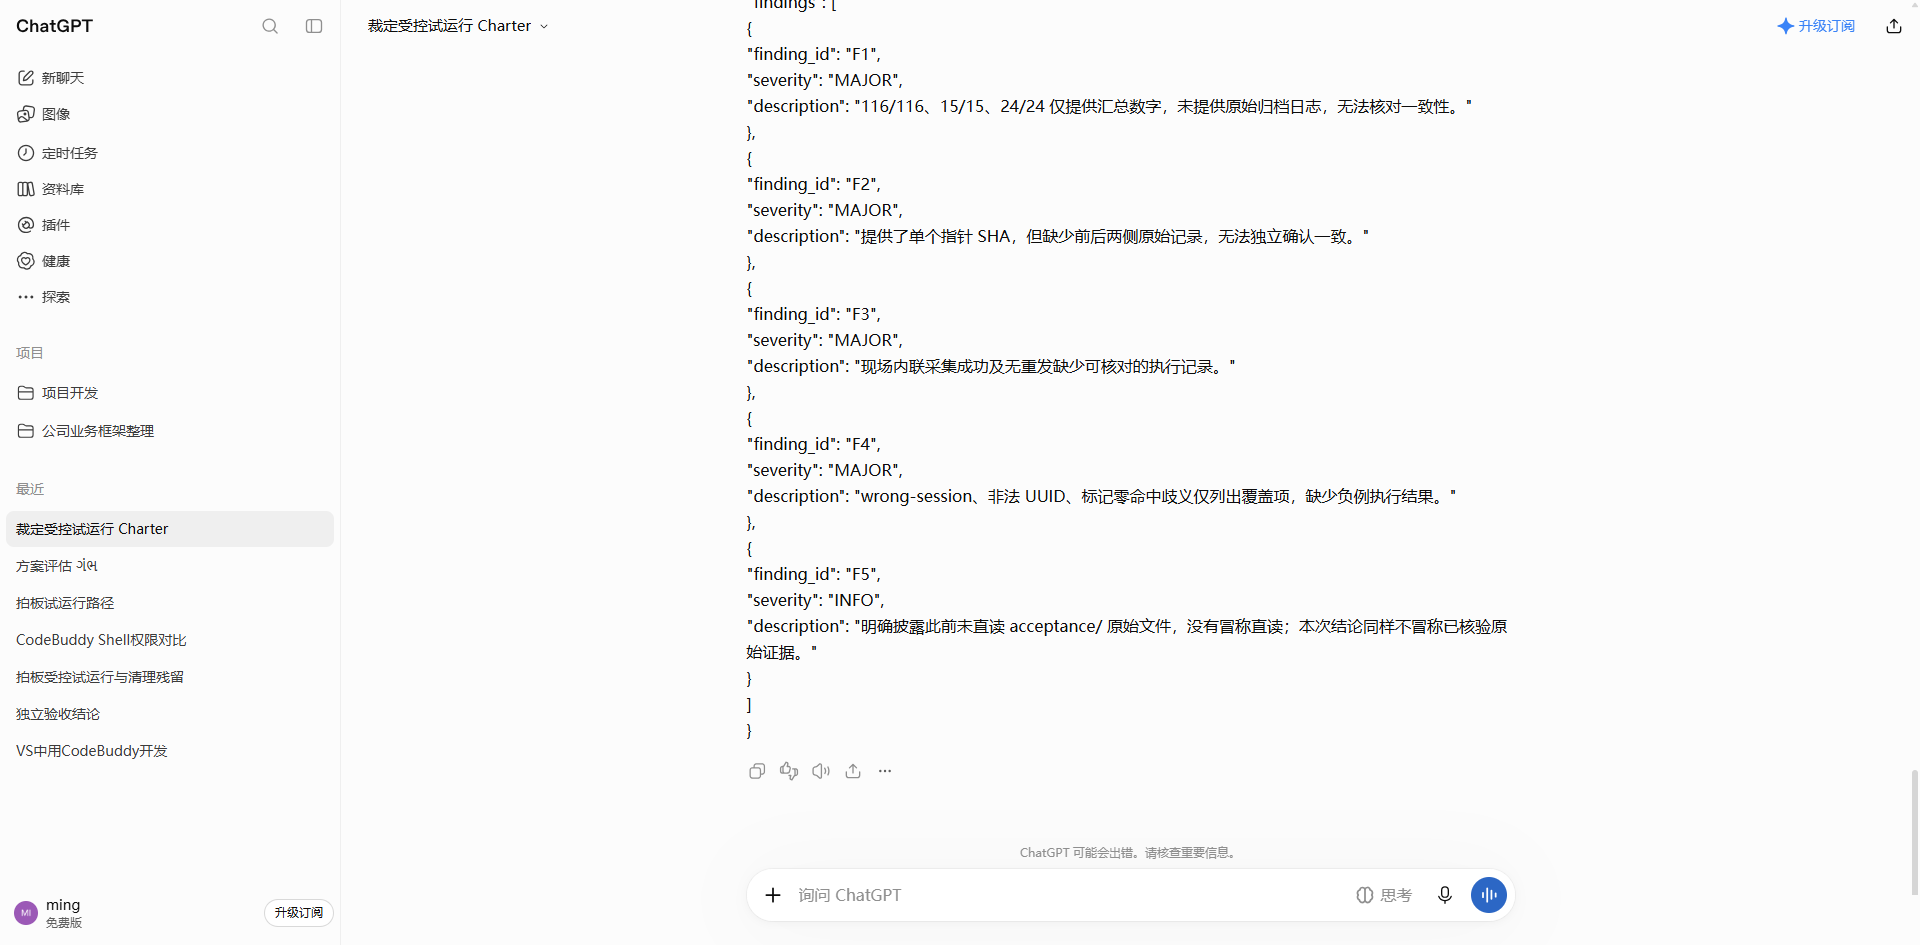 ChatGPT
新聊天
图像
定时任务
资料库
插件
健康
探索
项目
项目开发
公司业务框架整理
最近
裁定受控试运行 Charter
方案评估
拍板试运行路径
CodeBuddy Shell权限对比
拍板受控试运行与清理残留
独立验收结论
VS中用CodeBuddy开发
MI
ming
免费版
升级订阅
裁定受控试运行 Charter
升级订阅
"findings": [
{
"finding_id": "F1",
"severity": "MAJOR",
"description": "116/116、15/15、24/24 仅提供汇总数字，未提供原始归档日志，无法核对一致性。"
},
{
"finding_id": "F2",
"severity": "MAJOR",
"description": "提供了单个指针 SHA，但缺少前后两侧原始记录，无法独立确认一致。"
},
{
"finding_id": "F3",
"severity": "MAJOR",
"description": "现场内联采集成功及无重发缺少可核对的执行记录。"
},
{
"finding_id": "F4",
"severity": "MAJOR",
"description": "wrong-session、非法 UUID、标记零命中歧义仅列出覆盖项，缺少负例执行结果。"
},
{
"finding_id": "F5",
"severity": "INFO",
"description": "明确披露此前未直读 acceptance/ 原始文件，没有冒称直读；本次结论同样不冒称已核验原
始证据。"
}
]
}
ChatGPT 可能会出错。请核查重要信息。
询问 ChatGPT
思考